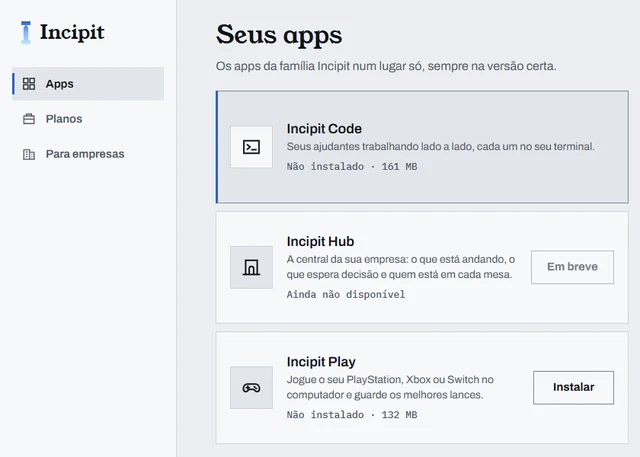 Incipit
Apps
Planos
Para empresas
Seus apps
Os apps da família Incipit num lugar só, sempre na versão certa.
Incipit Code
Seus ajudantes trabalhando lado a lado, cada um no seu terminal.
Não instalado · 161 MB
Incipit Hub
A central da sua empresa: o que está andando, o
que espera decisão e quem está em cada mesa.
Ainda não disponível
Em breve
Incipit Play
Jogue o seu PlayStation, Xbox ou Switch no
computador e guarde os melhores lances.
Não instalado · 132 MB
Instalar